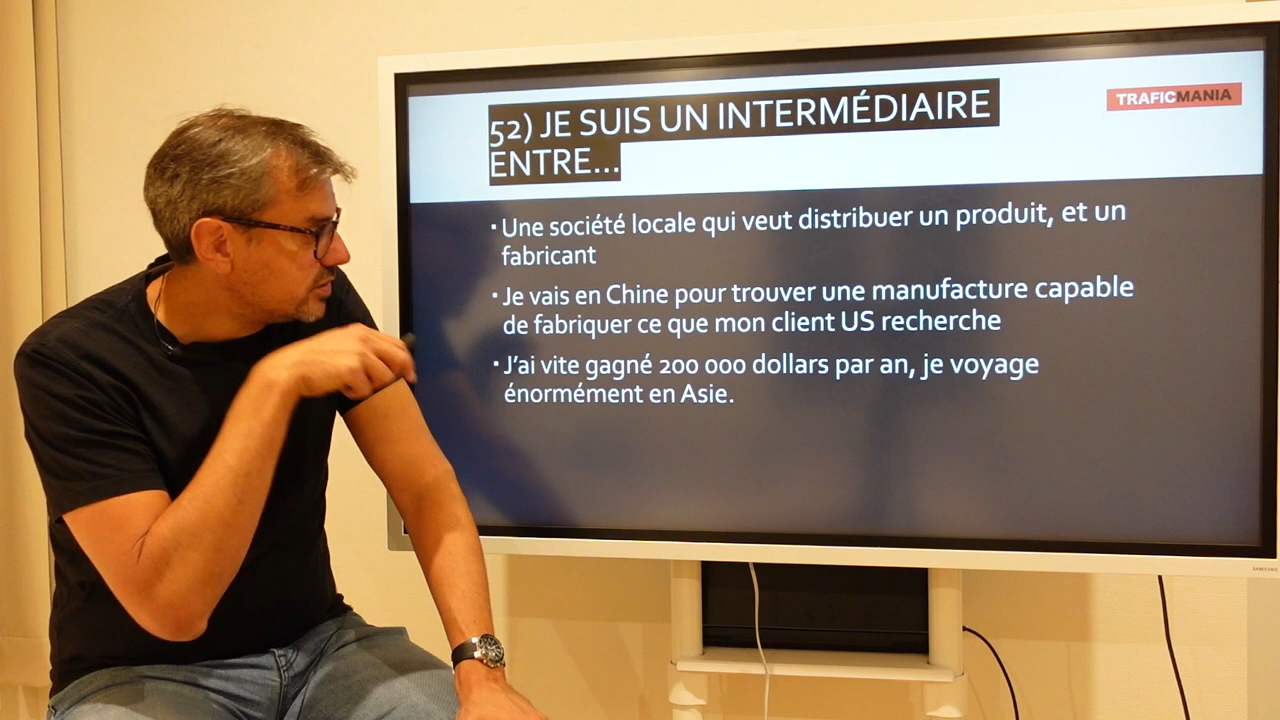 52) JE SUIS UN INTERMÉDIAIRE
ENTRE...
TRAFICMANIA
▪ Une société locale qui veut distribuer un produit, et un
fabricant
▪ Je vais en Chine pour trouver une manufacture capable
de fabriquer ce que mon client US recherche
▪ J'ai vite gagné 200 000 dollars par an, je voyage
énormément en Asie.
SAMSUNG